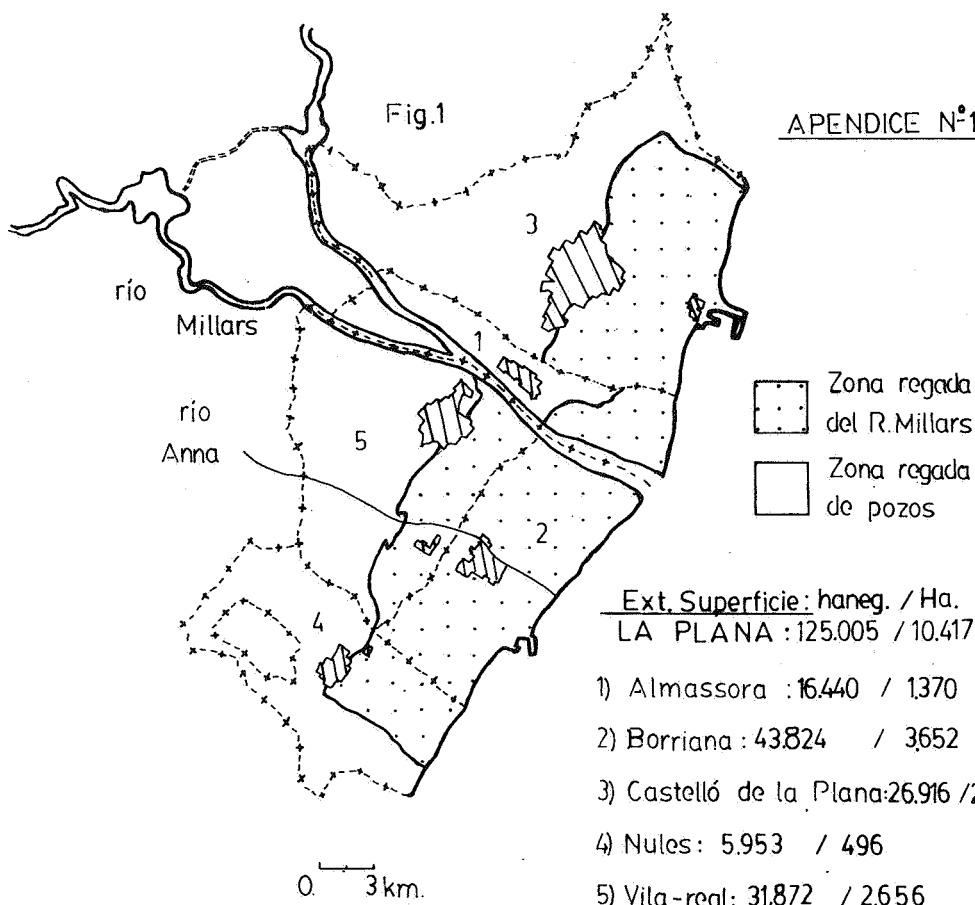 Fig.1
APENDICE Nº1
3
río
Millars
1
río
Anna
5
2
4
Zona regada
del R.Millars
Zona regada
de pozos
Ext. Superficie: haneg. / Ha.
LA PLANA : 125.005 / 10.417
1) Almassora : 16.440 / 1.370
2) Borriana : 43.824 / 3.652
3) Castelló de la Plana: 26.916 /2
4) Nules: 5.953 / 496
5) Vila-real: 31.872 / 2.656
0. 3 km.